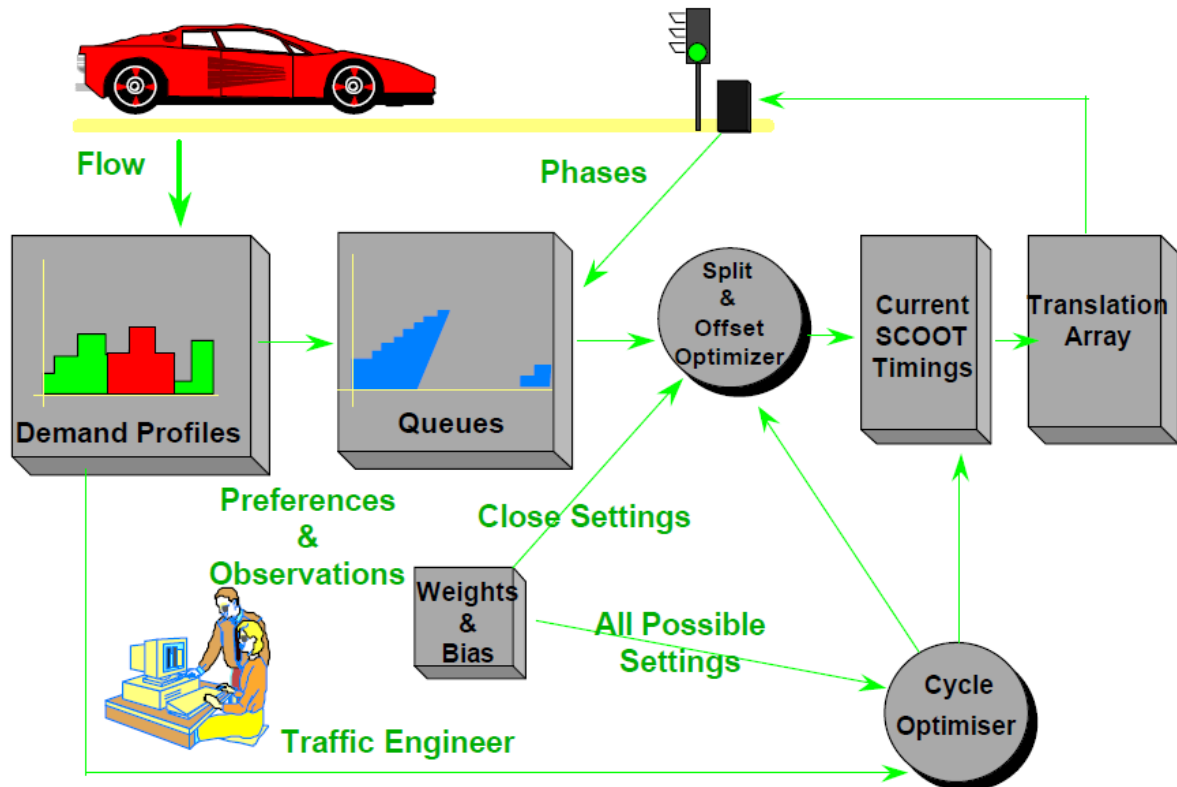 Flow
Phases
Demand Profiles
Queues
Split
&
Offset
Optimizer
Current
SCOOT
Timings
Translation
Array
Preferences
&
Observations
Close Settings
Weights
&
Bias
All Possible
Settings
Cycle
Optimiser
Traffic Engineer